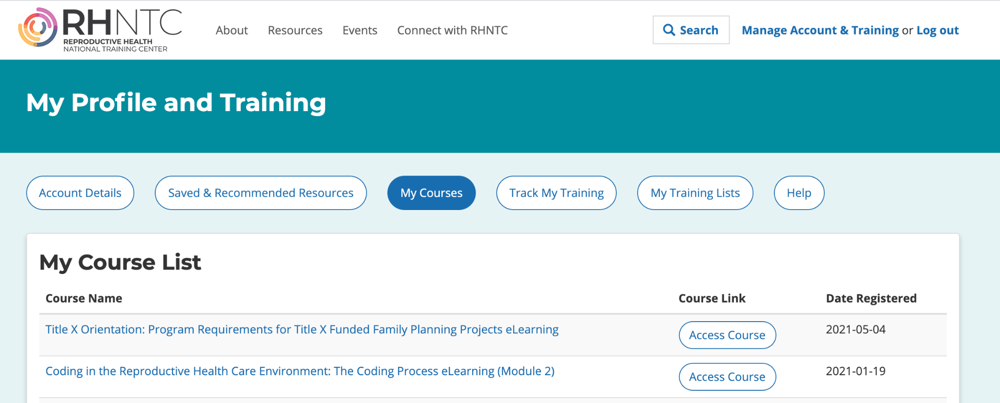 RHNTC
REPRODUCTIVE HEALTH
NATIONAL TRAINING CENTER
About Resources Events Connect with RHNTC
Search
Manage Account & Training or Log out
My Profile and Training
Account Details Saved & Recommended Resources My Courses Track My Training My Training Lists Help
My Course List
Course Name Course Link Date Registered
Title X Orientation: Program Requirements for Title X Funded Family Planning Projects eLearning Access Course 2021-05-04
Coding in the Reproductive Health Care Environment: The Coding Process eLearning (Module 2) Access Course 2021-01-19